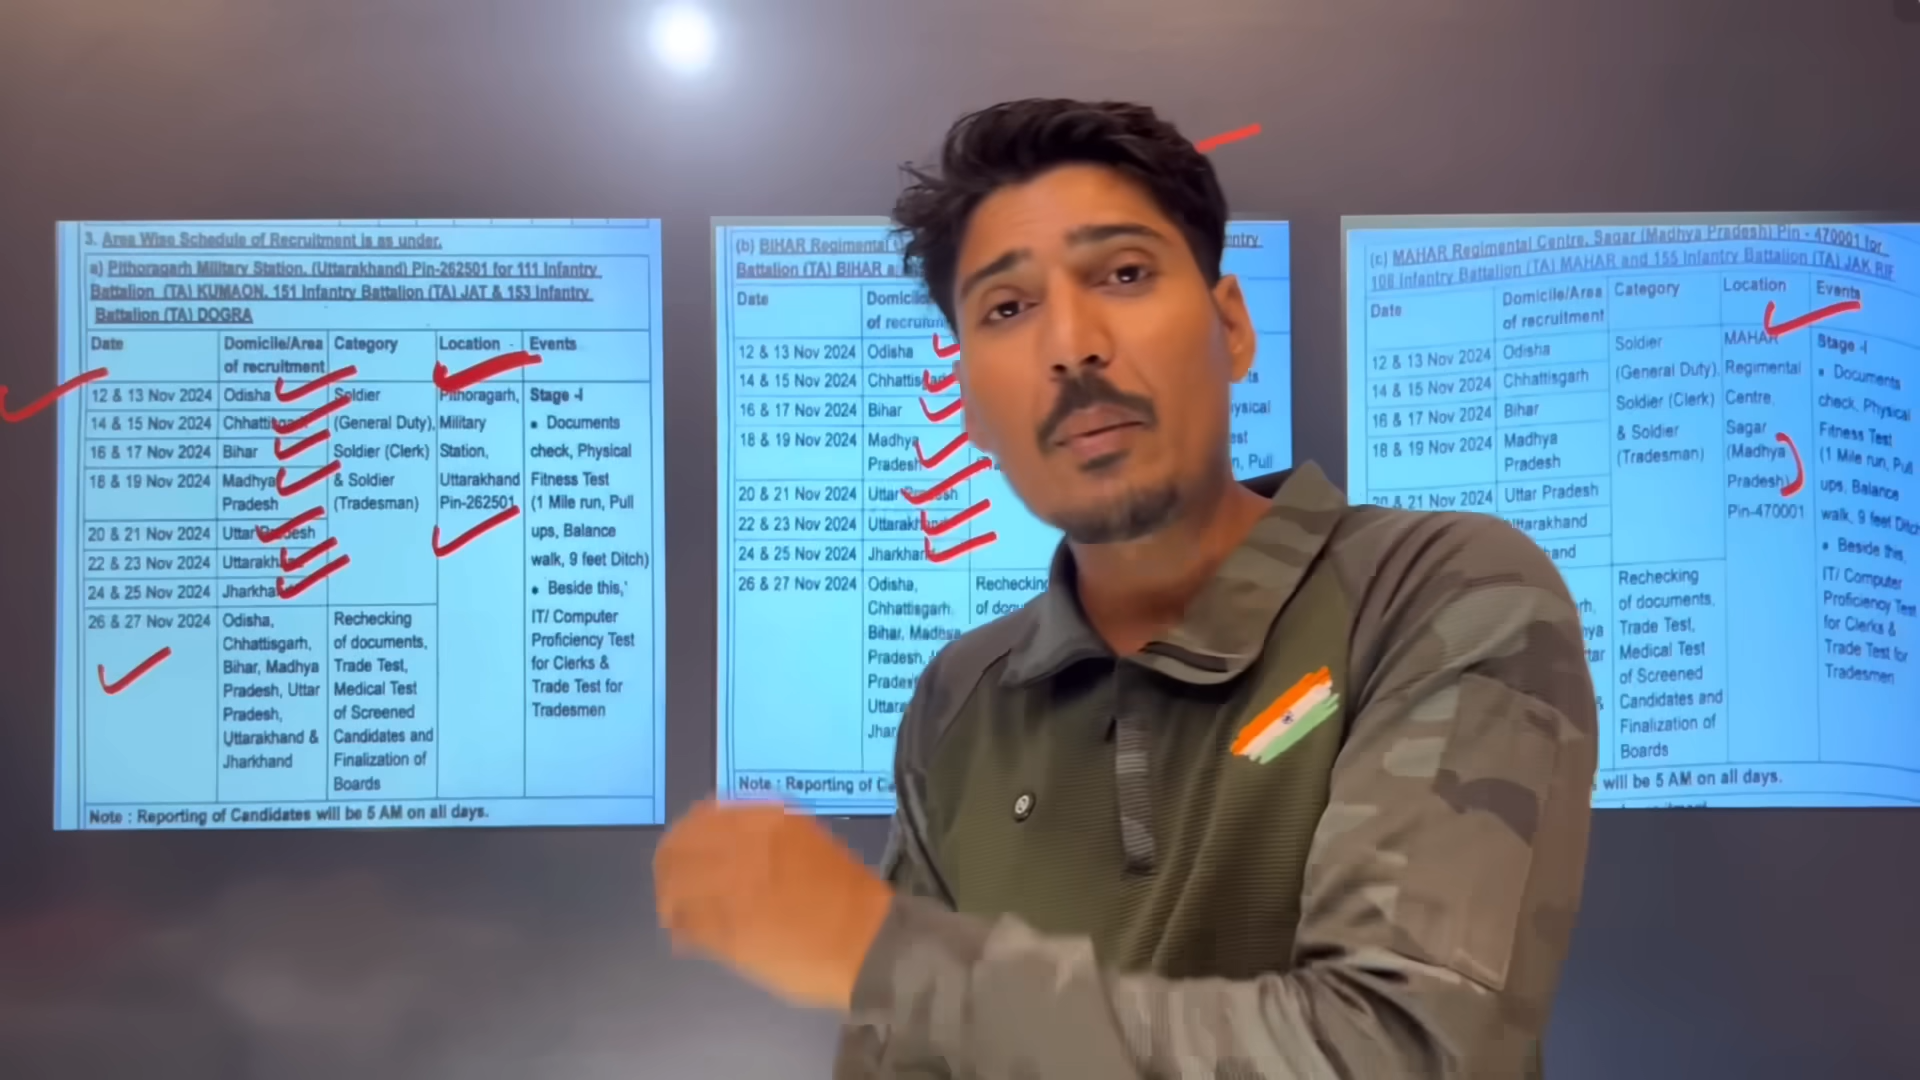 3. Area Wise Schedule of Recruitment is as under.
a) Pithoragarh Military Station, (Uttarakhand) Pin-262501 for 111 Infantry
Battalion (TA) KUMAON, 151 Infantry Battalion (TA) JAT & 153 Infantry
Battalion (TA) DOGRA
Date
Domicile/Area
of recruitment
Category
Location
Events
12 & 13 Nov 2024 Odisha
14 & 15 Nov 2024
16 & 17 Nov 2024 Bihar
18 & 19 Nov 2024 Madhya
Pradesh
20 & 21 Nov 2024 Uttar
22 & 23 Nov 2024
24 & 25 Nov 2024
26 & 27 Nov 2024 Odisha,
Chhattisgarh,
Bihar, Madhya
Pradesh, Uttar
Pradesh,
Uttarakhand &
Jharkhand
Soldier
(General Duty),
Soldier (Clerk)
& Soldier
(Tradesman)
Rechecking
of documents,
Trade Test,
Medical Test
of Screened
Candidates and
Finalization of
Boards
Pithoragarh,
Military
Station,
Uttarakhand
Pin-262501
Stage -I
• Documents
check, Physical
Fitness Test
(1 Mile run, Pull
ups, Balance
walk, 9 feet Ditch)
• Beside this,
IT/ Computer
Proficiency Test
for Clerks &
Trade Test for
Tradesmen
Note : Reporting of Candidates will be 5 AM on all days.
(b) BIHAR Regimental
Battalion (TA) BIHAR
Date
of
12 & 13 Nov 2024 Odisha
14 & 15 Nov 2024
16 & 17 Nov 2024 Bihar
18 & 19 Nov 2024 Madhya
Pradesh
20 & 21 Nov 2024 Uttar
22 & 23 Nov 2024
24 & 25 Nov 2024
26 & 27 Nov 2024 Odisha,
Chhattisgarh,
Bihar, Madhya
Pradesh,
Rechecking
of
Note : Reporting of
(c) MAHAR Regimental Centre, Sagar (Madhya Pradesh) Pin - 470001 for
108 Infantry Battalion (TA) MAHAR and 155 Infantry Battalion (TA) JAK RIF
Date
Domicile/Area
of recruitment
Category
Location
Events
12 & 13 Nov 2024 Odisha
14 & 15 Nov 2024 Chhattisgarh
16 & 17 Nov 2024 Bihar
18 & 19 Nov 2024 Madhya
Pradesh
20 & 21 Nov 2024 Uttar Pradesh
Soldier
(General Duty),
Soldier (Clerk)
& Soldier
(Tradesman)
Rechecking
of documents,
Trade Test,
Medical Test
of Screened
Candidates and
Finalization of
Boards
MAHAR
Regimental
Centre,
Sagar
(Madhya
Pradesh)
Pin-470001
Stage -I
• Documents
check, Physical
Fitness Test
(1 Mile run, Pull
ups, Balance
walk, 9 feet Ditch
• Beside this,
IT/ Computer
Proficiency Test
for Clerks &
Trade Test for
Tradesmen
will be 5 AM on all days.